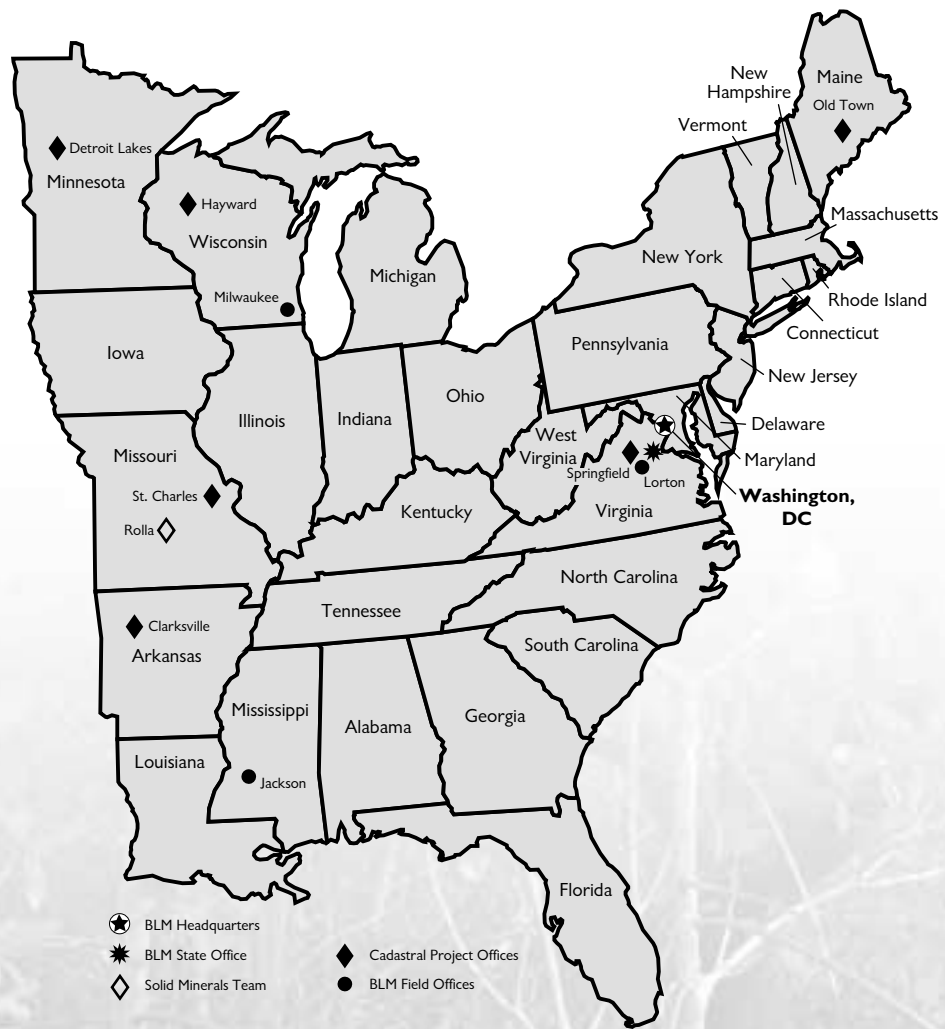 New
Hampshire
Maine
Old Town
Vermont
Detroit Lakes
Minnesota
Hayward
Wisconsin
Massachusetts
New York
Michigan
Rhode Island
Milwaukee
Connecticut
Pennsylvania
Iowa
New Jersey
Ohio
Illinois
Indiana
Delaware
West
Virginia
Missouri
Maryland
Springfield
Lorton
St. Charles
Washington,
DC
Kentucky
Virginia
Rolla
North Carolina
Tennessee
Clarksville
Arkansas
South Carolina
Mississippi
Georgia
Alabama
Louisiana
Jackson
Florida
BLM Headquarters
BLM State Office
Solid Minerals Team
Cadastral Project Offices
BLM Field Offices